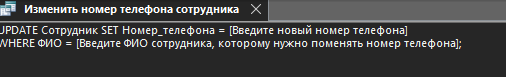 Изменить номер телефона сотрудника
UPDATE Сотрудник SET Номер_телефона = [Введите новый номер телефона]
WHERE ФИО = [Введите ФИО сотрудника, которому нужно поменять номер телефона];